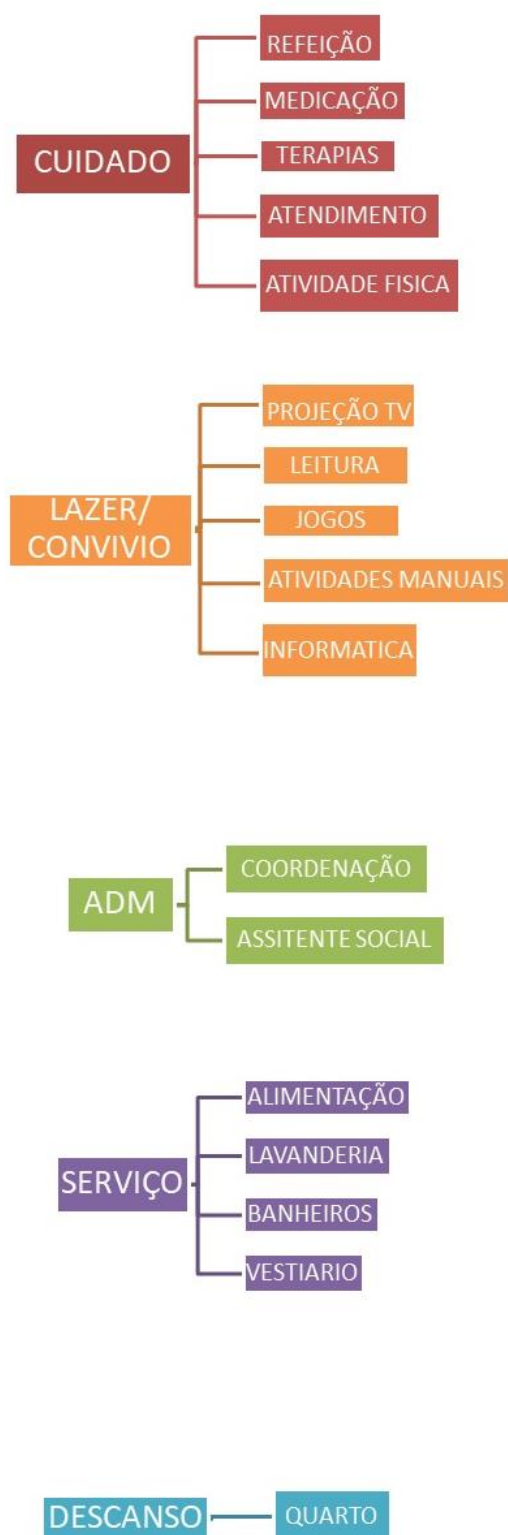 CUIDADO
REFEIÇÃO
MEDICAÇÃO
TERAPIAS
ATENDIMENTO
ATIVIDADE FISICA
LAZER/
CONVIVIO
PROJEÇÃO TV
LEITURA
JOGOS
ATIVIDADES MANUAIS
INFORMATICA
ADM
COORDENAÇÃO
ASSITENTE SOCIAL
SERVIÇO
ALIMENTAÇÃO
LAVANDERIA
BANHEIROS
VESTIARIO
DESCANSO
QUARTO